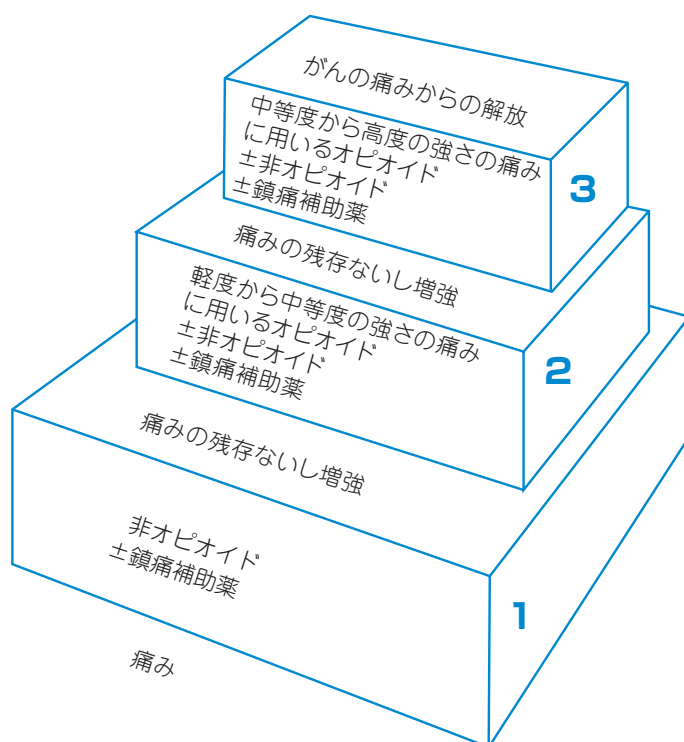 がんの痛みからの解放
中等度から高度の強さの痛み
に用いるオピオイド
±非オピオイド
±鎮痛補助薬
3
痛みの残存ないし増強
軽度から中等度の強さの痛み
に用いるオピオイド
±非オピオイド
±鎮痛補助薬
2
痛みの残存ないし増強
非オピオイド
±鎮痛補助薬
1
痛み